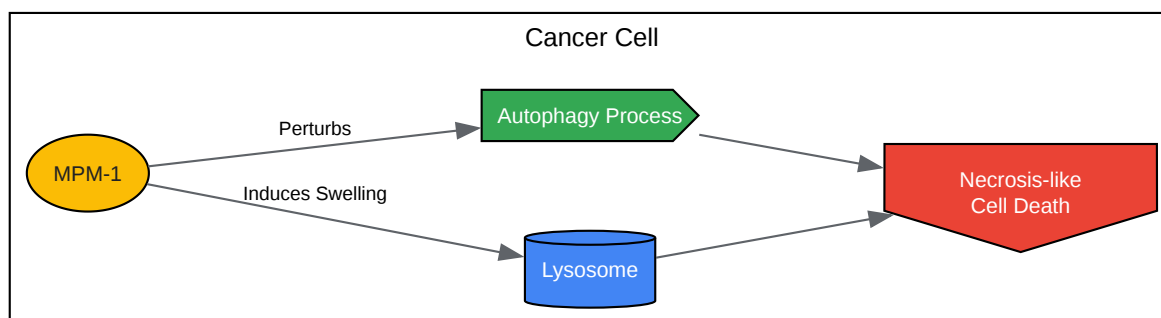 Cancer Cell
MPM-1
Perturbs
Induces Swelling
Autophagy Process
Lysosome
Necrosis-like
Cell Death